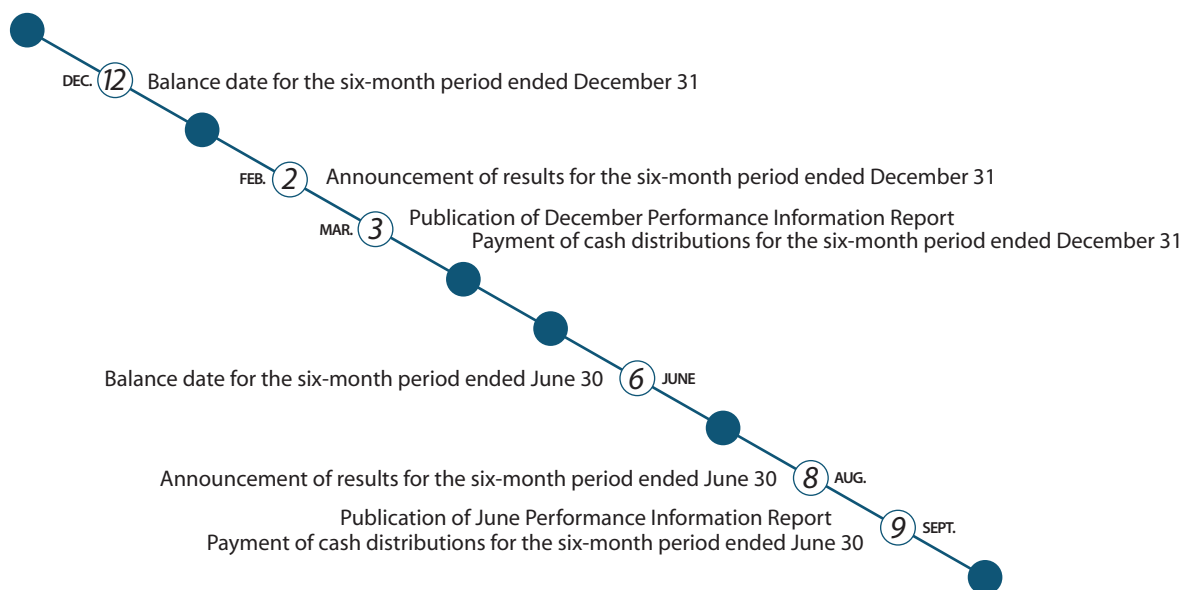 DEC. 12 Balance date for the six-month period ended December 31
FEB. 2 Announcement of results for the six-month period ended December 31
MAR. 3 Publication of December Performance Information Report
Payment of cash distributions for the six-month period ended December 31
Balance date for the six-month period ended June 30 6 JUNE
Announcement of results for the six-month period ended June 30 8 AUG.
Publication of June Performance Information Report 9 SEPT.
Payment of cash distributions for the six-month period ended June 30